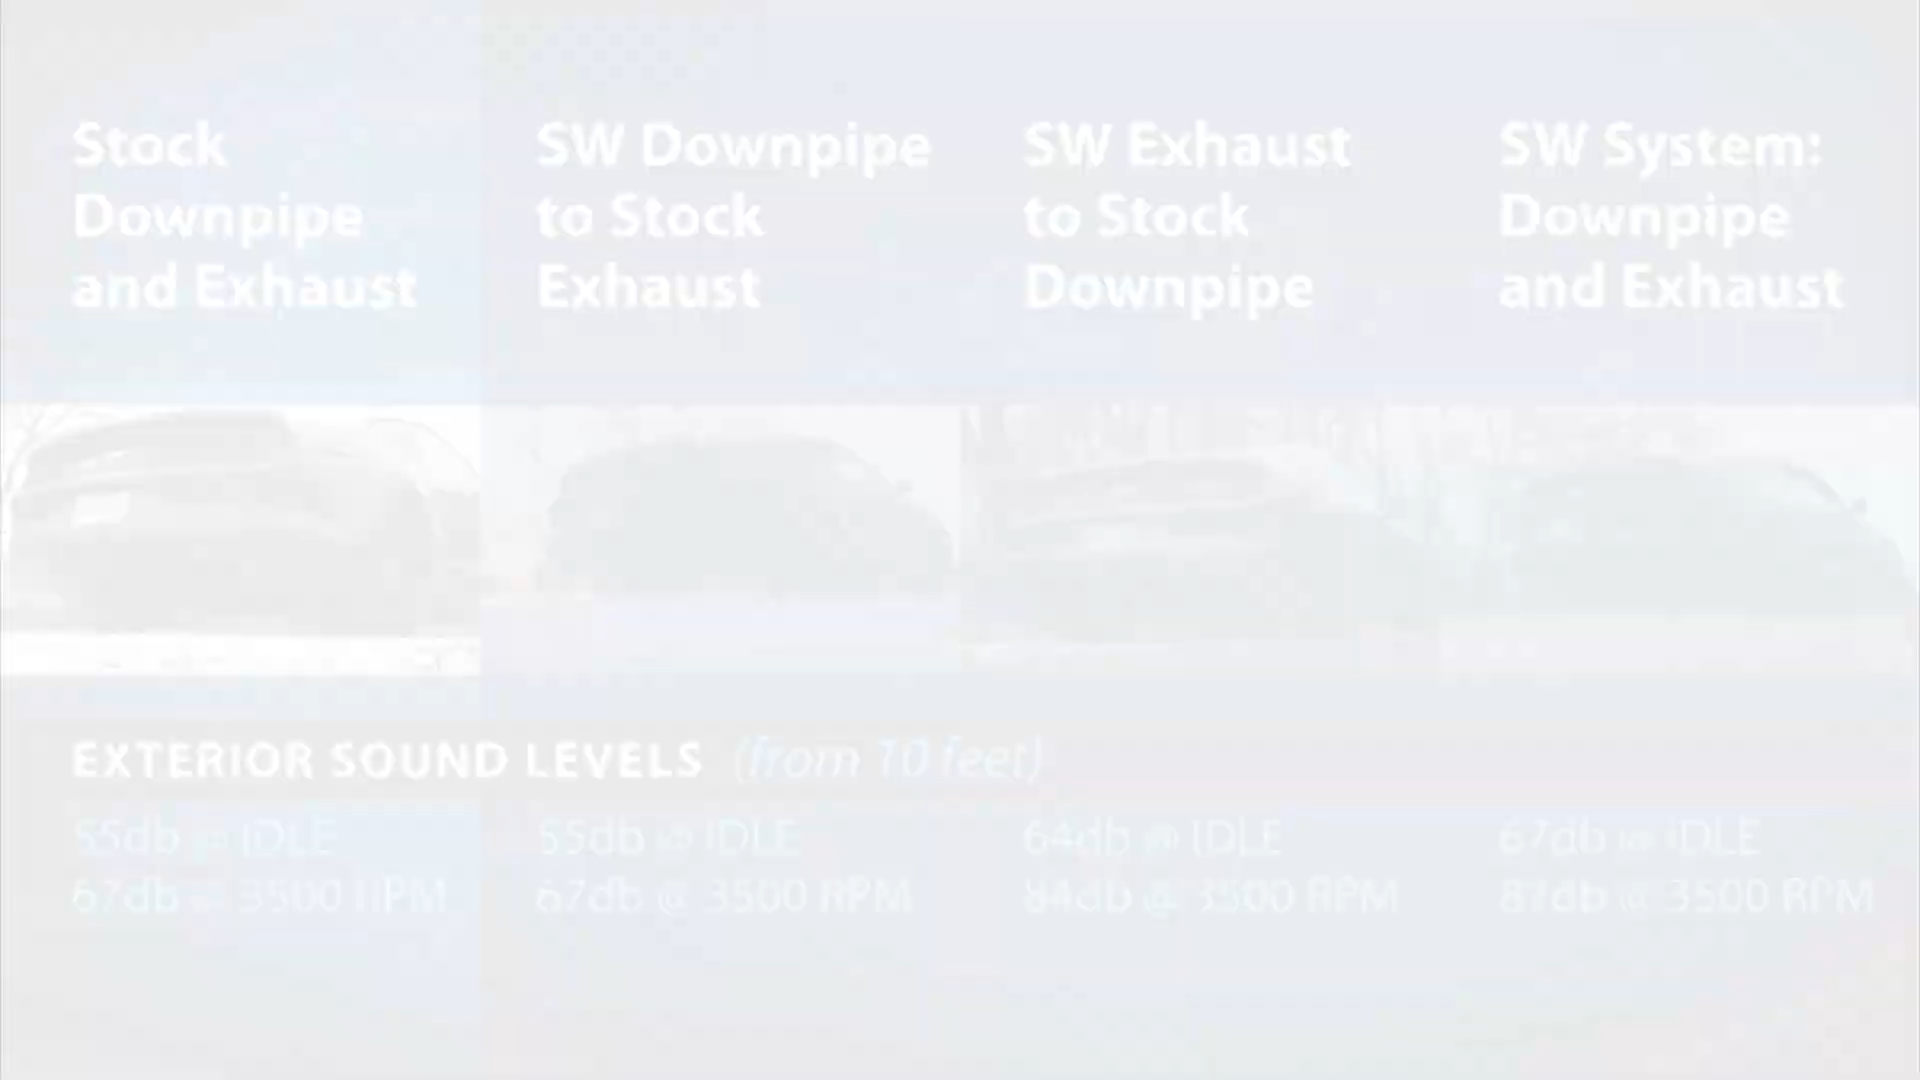 Stock
Downpipe
and Exhaust
SW Downpipe
to Stock
Exhaust
SW Exhaust
to Stock
Downpipe
SW System:
Downpipe
and Exhaust
EXTERIOR SOUND LEVELS (from 10 feet)
55db @ IDLE
67db @ 3500 RPM
55db @ IDLE
67db @ 3500 RPM
64db @ IDLE
84db @ 3500 RPM
67db @ IDLE
81db @ 3500 RPM